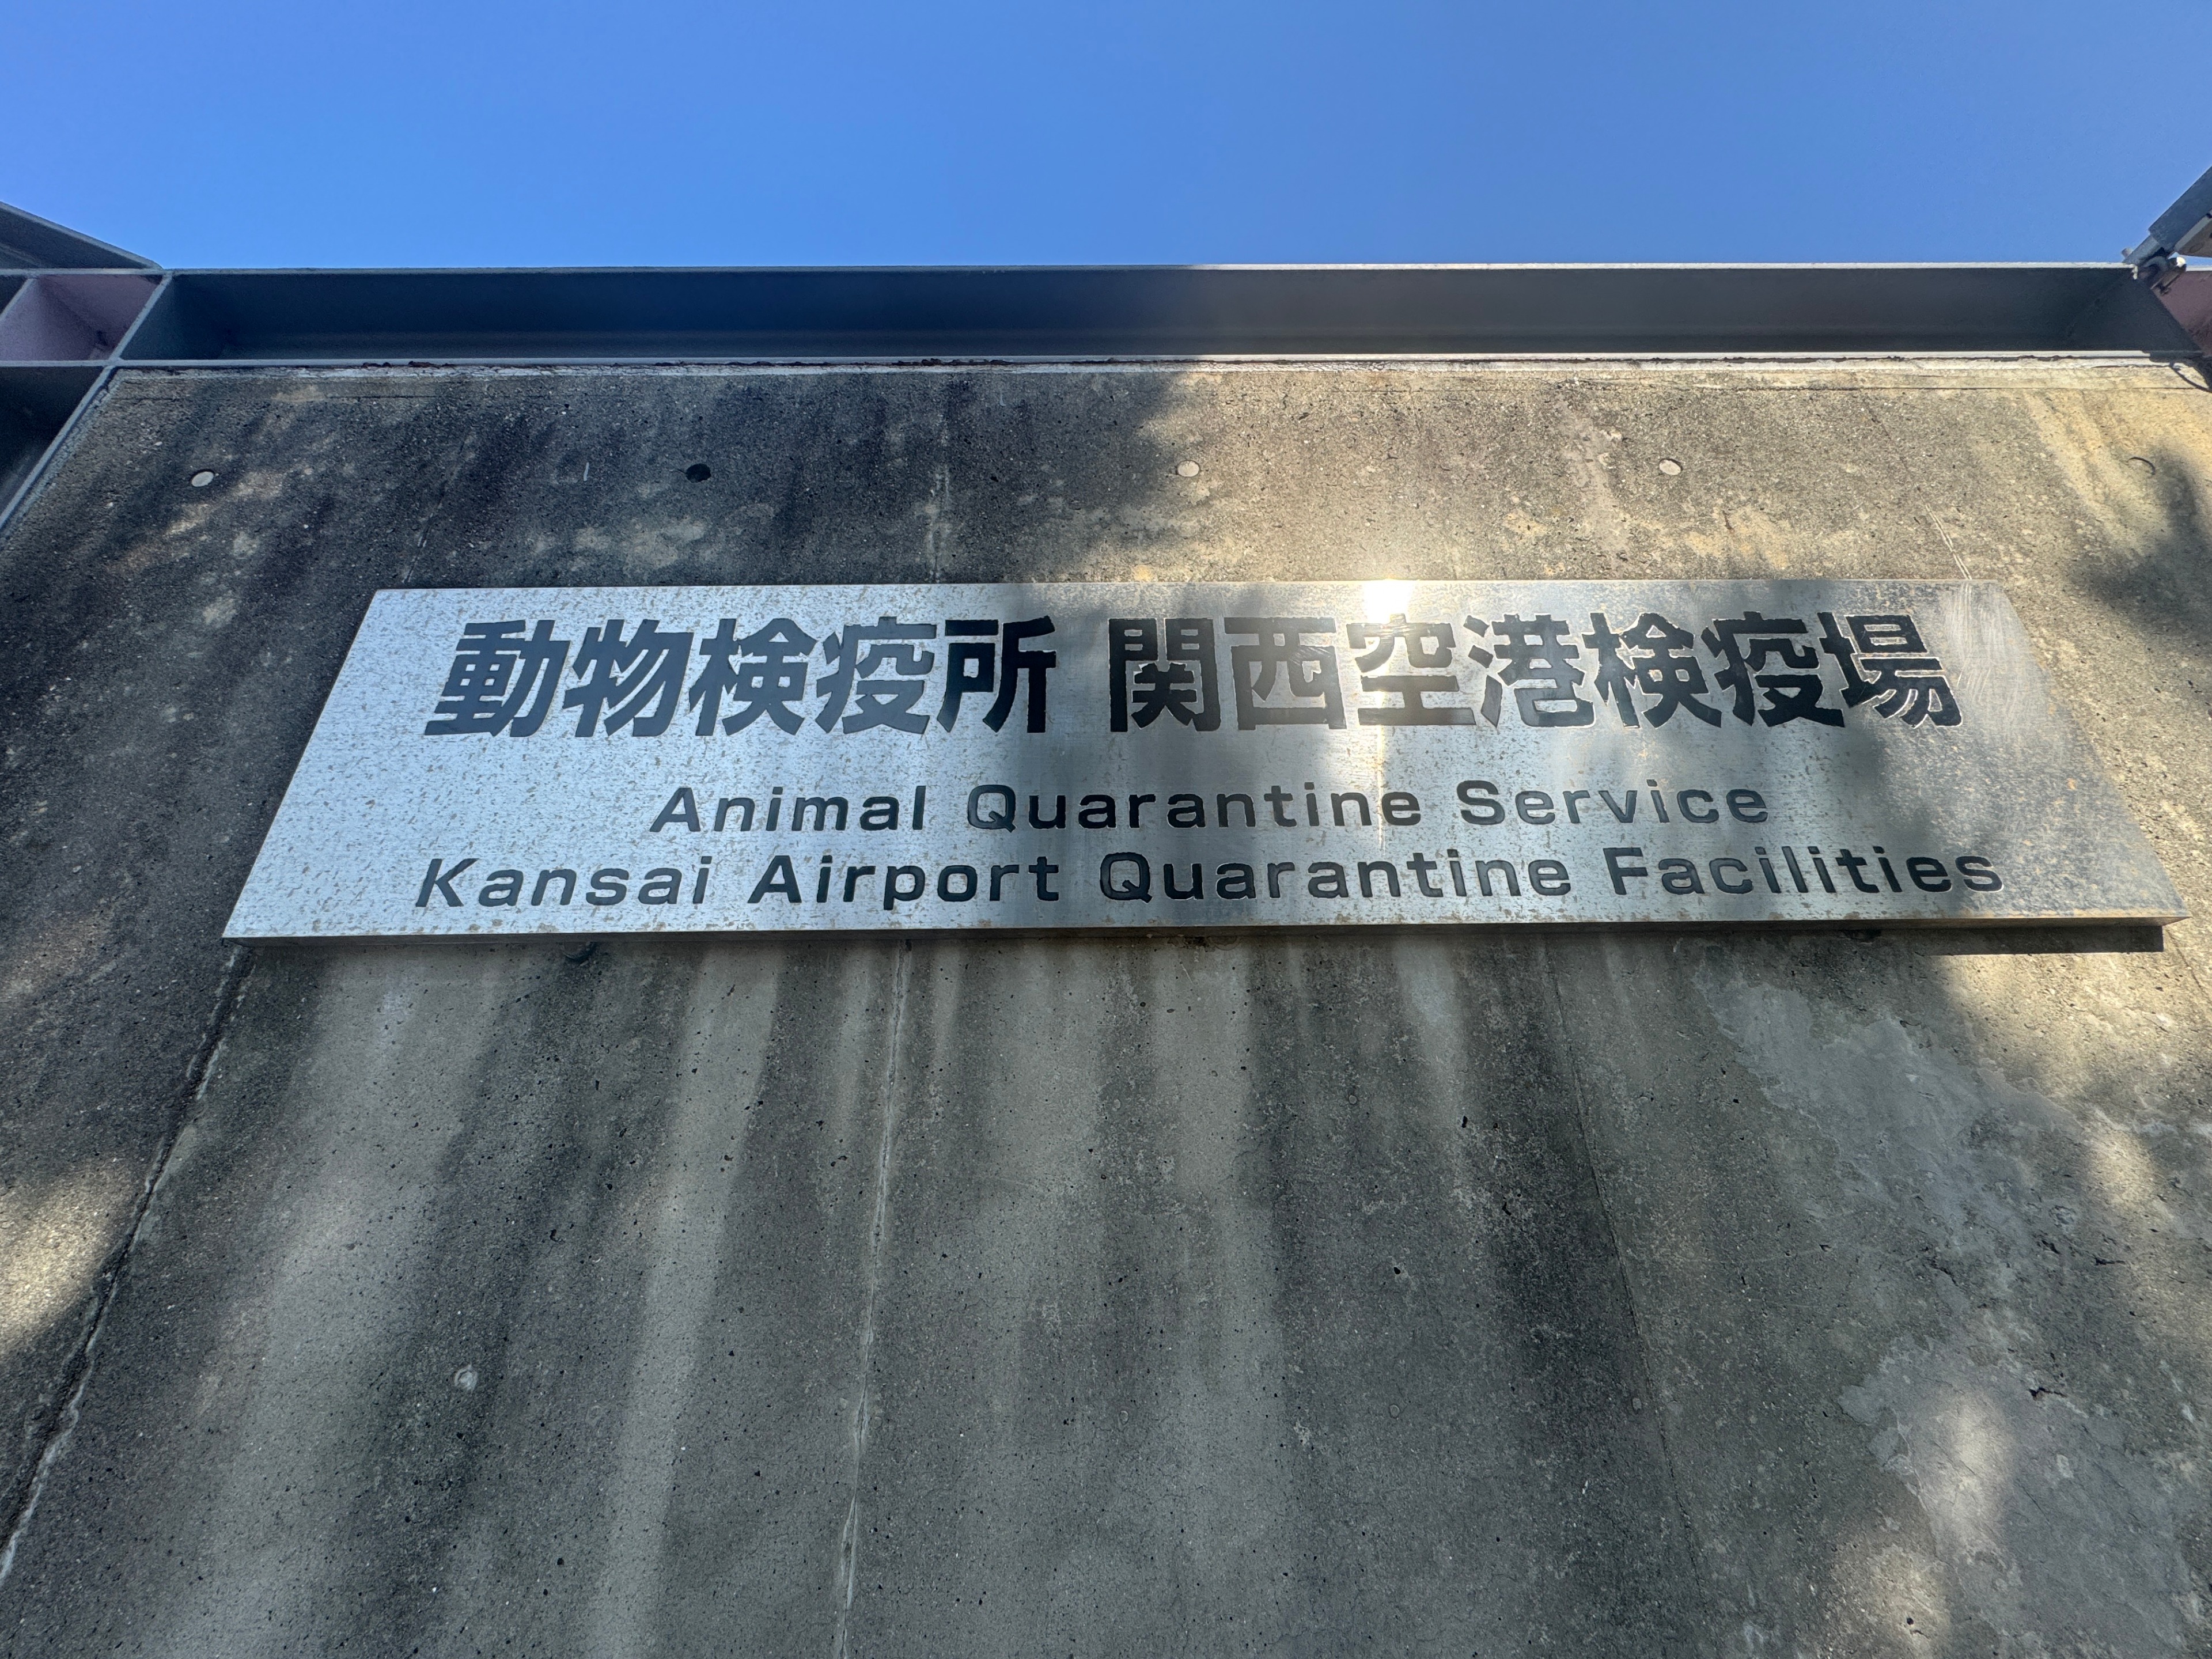 動物検疫所 関西空港検疫場
Animal Quarantine Service
Kansai Airport Quarantine Facilities